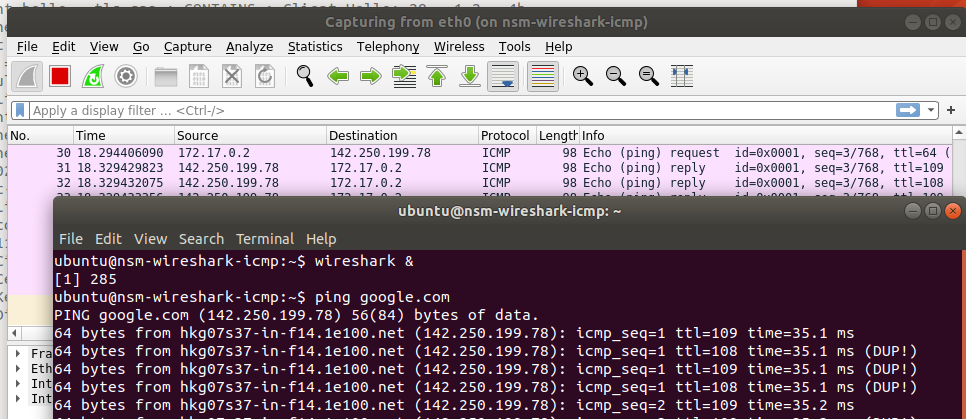 Capturing from eth0 (on nsm-wireshark-icmp)
File Edit View Go Capture Analyze Statistics Telephony Wireless Tools Help
Apply a display filter ... <Ctrl-/>
No. Time Source Destination Protocol Length Info
30 18.294406090 172.17.0.2 142.250.199.78 ICMP 98 Echo (ping) request id=0x0001, seq=3/768, ttl=64 (
31 18.329429823 142.250.199.78 172.17.0.2 ICMP 98 Echo (ping) reply id=0x0001, seq=3/768, ttl=109
32 18.329432075 142.250.199.78 172.17.0.2 ICMP 98 Echo (ping) reply id=0x0001, seq=3/768, ttl=108
ubuntu@nsm-wireshark-icmp: ~
File Edit View Search Terminal Help
ubuntu@nsm-wireshark-icmp:~$ wireshark &
[1] 285
ubuntu@nsm-wireshark-icmp:~$ ping google.com
PING google.com (142.250.199.78) 56(84) bytes of data.
64 bytes from hkg07s37-in-f14.1e100.net (142.250.199.78): icmp_seq=1 ttl=109 time=35.1 ms
64 bytes from hkg07s37-in-f14.1e100.net (142.250.199.78): icmp_seq=1 ttl=108 time=35.1 ms (DUP!)
64 bytes from hkg07s37-in-f14.1e100.net (142.250.199.78): icmp_seq=1 ttl=109 time=35.1 ms (DUP!)
64 bytes from hkg07s37-in-f14.1e100.net (142.250.199.78): icmp_seq=1 ttl=108 time=35.1 ms (DUP!)
64 bytes from hkg07s37-in-f14.1e100.net (142.250.199.78): icmp_seq=2 ttl=109 time=35.2 ms
Fra
Eth
Int
Int